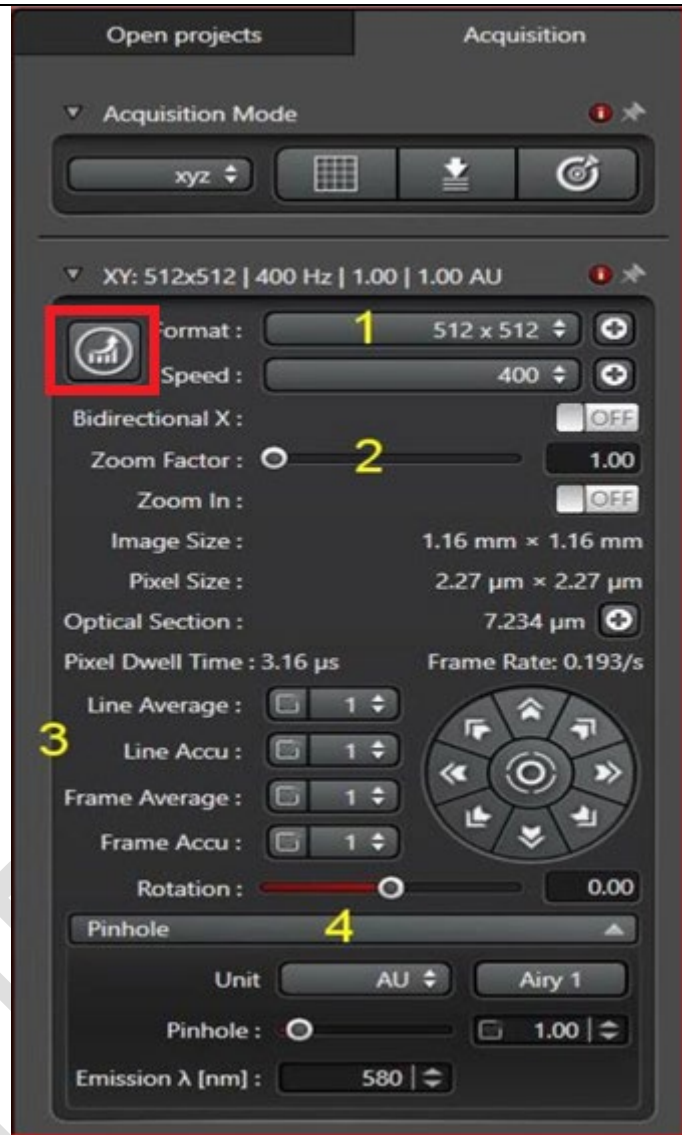 Open projects Acquisition
Acquisition Mode
xyz
XY: 512x512 | 400 Hz | 1.00 | 1.00 AU
Format : 1 512 x 512
Speed : 400
Bidirectional X : OFF
Zoom Factor : 2 1.00
Zoom In : OFF
Image Size : 1.16 mm × 1.16 mm
Pixel Size : 2.27 µm × 2.27 µm
Optical Section : 7.234 µm
Pixel Dwell Time : 3.16 µs Frame Rate: 0.193/s
Line Average : 1
3 Line Accu : 1
Frame Average : 1
Frame Accu : 1
Rotation : 0.00
Pinhole 4
Unit AU Airy 1
Pinhole : 1.00
Emission λ [nm] : 580